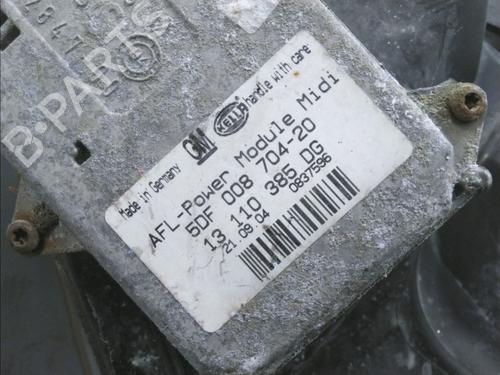 Made in Germany GM HELLA handle with care
AFL-Power Module Midi
5DF 008 704-20
13 110 385 DG
21.09.04 0837596
B-PARTS